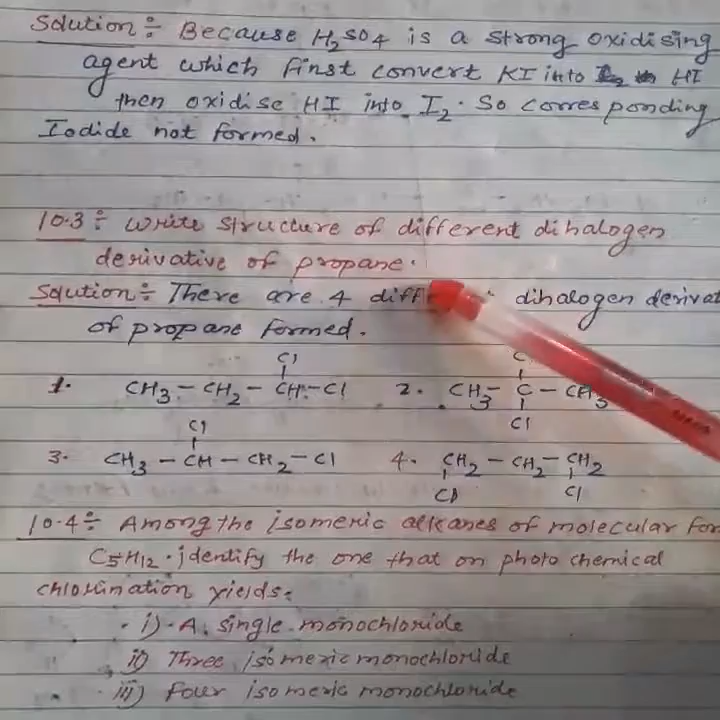 Solution ÷ Because H₂SO₄ is a strong oxidising
agent which first convert KI into HI
then oxidise HI into I₂. So corresponding
Iodide not formed.
10.3 ÷ Write structure of different dihalogen
derivative of propane.
Solution ÷ There are 4 diff dihalogen derivat
of propane formed.
Cl Cl
1. CH₃ – CH₂ – CH – Cl 2. CH₃ – C – CH₃
Cl Cl
3. CH₃ – CH – CH₂ – Cl 4. CH₂ – CH₂ – CH₂
Cl Cl
10.4 ÷ Among the isomeric alkanes of molecular for
C₅H₁₂. identify the one that on photo chemical
chlorination yields.
i) A single monochloride
ii) Three isomeric monochloride
iii) Four isomeric monochloride